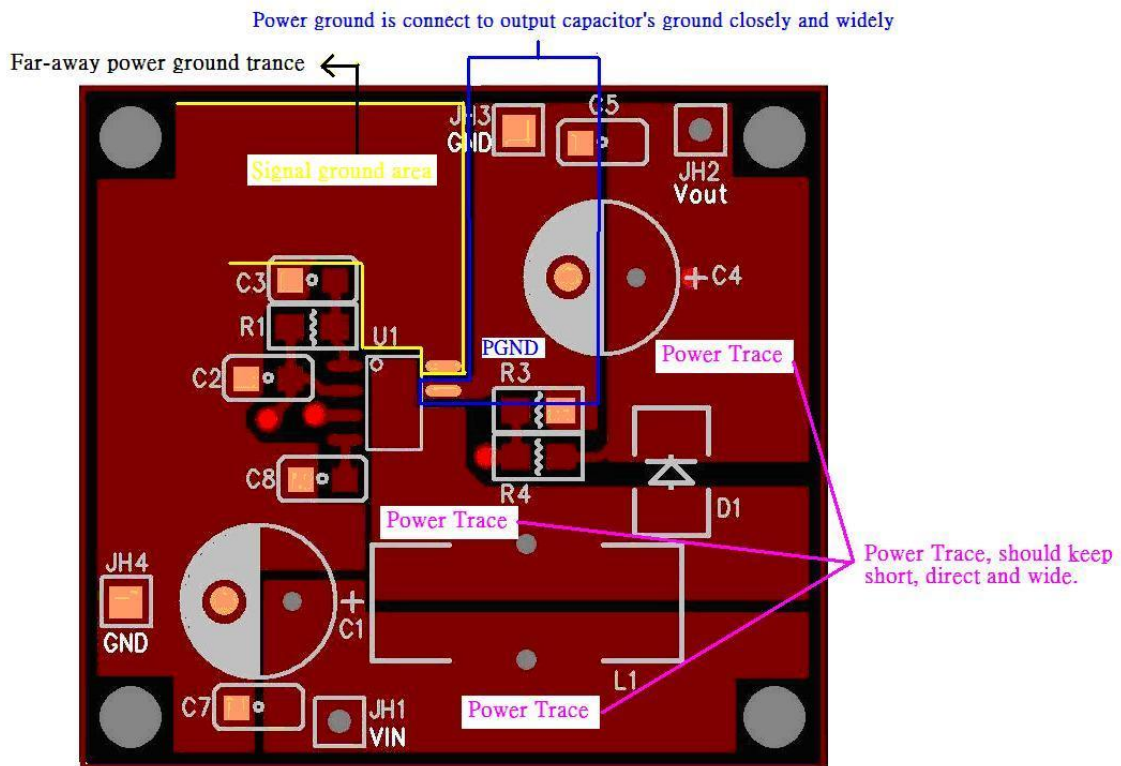 Power ground is connect to output capacitor's ground closely and widely
Far-away power ground trance
JH3
GND
C5
JH2
Vout
Signal ground area
C3
C4
R1
U1
PGND
Power Trace
C2
R3
C8
R4
D1
Power Trace
Power Trace, should keep
short, direct and wide.
JH4
GND
C1
L1
C7
JH1
VIN
Power Trace